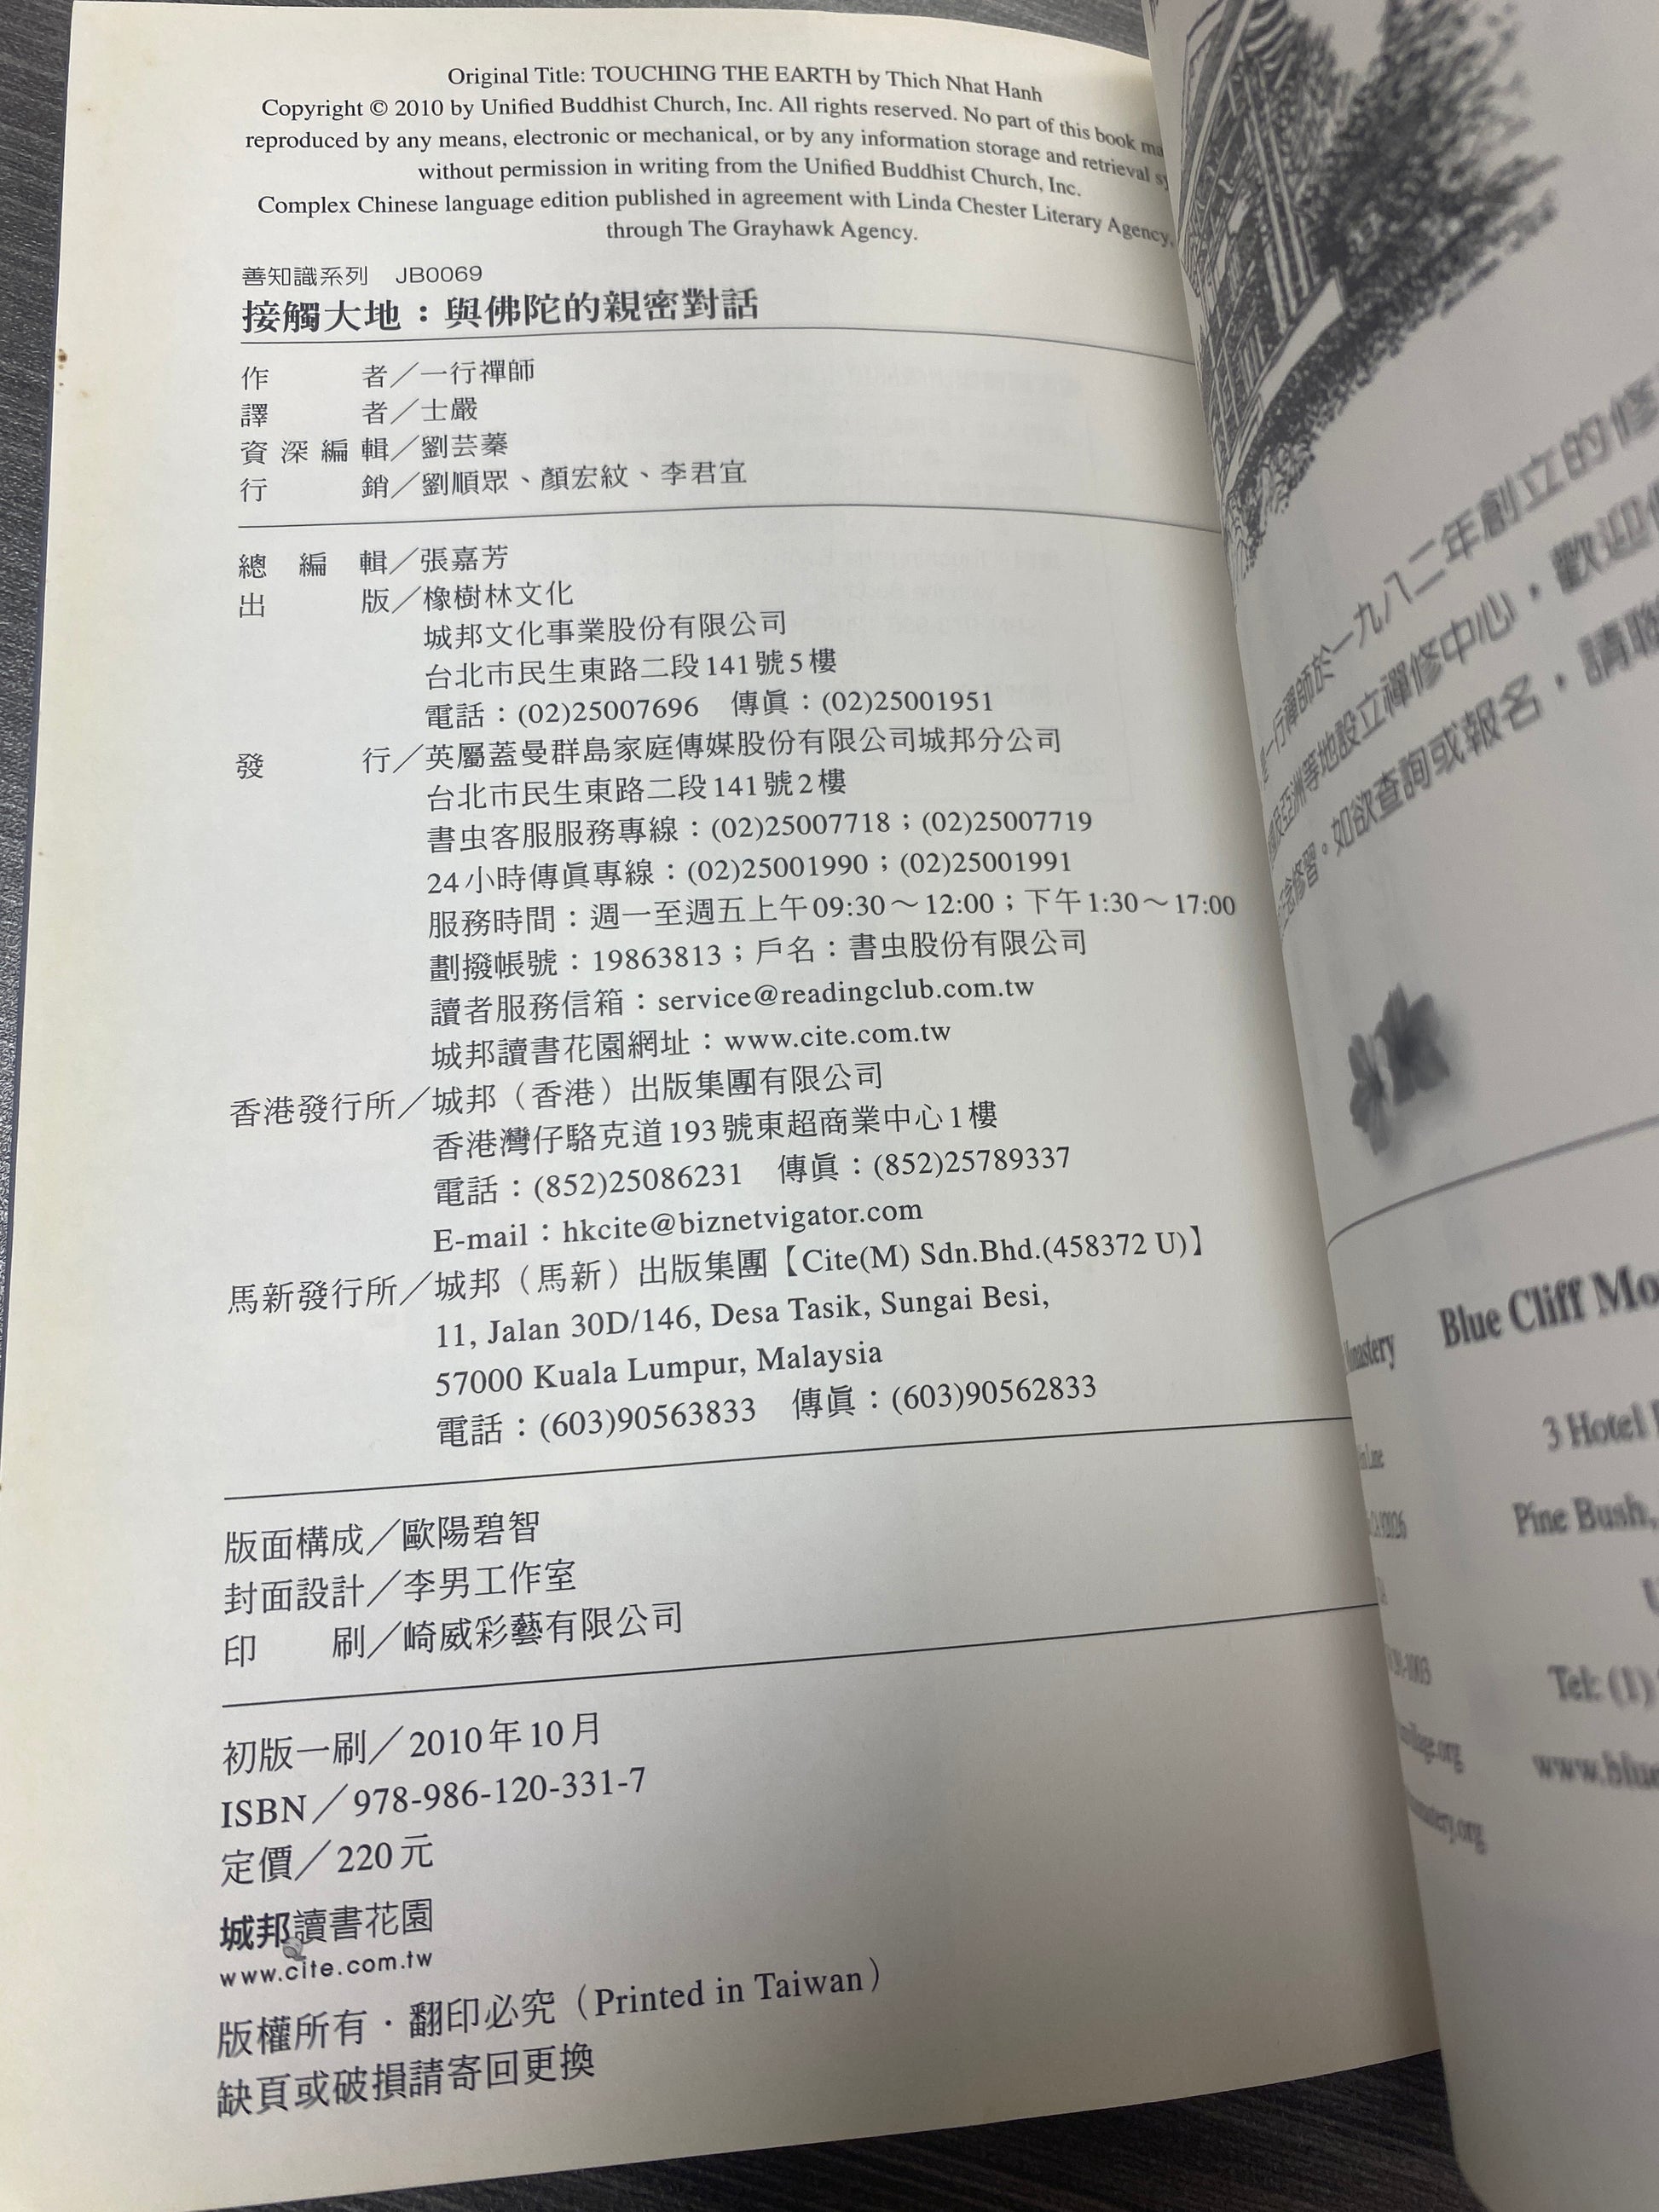 Original Title: TOUCHING THE EARTH by Thich Nhat Hanh
Copyright © 2010 by Unified Buddhist Church, Inc. All rights reserved. No part of this book
reproduced by any means, electronic or mechanical, or by any information storage and retrieval
without permission in writing from the Unified Buddhist Church, Inc.
Complex Chinese language edition published in agreement with Linda Chester Literary Agency,
through The Grayhawk Agency.
善知識系列 JB0069
接觸大地：與佛陀的親密對話
作者／一行禪師
譯者／士嚴
資深編輯／劉芸蓁
行銷／劉順眾、顏宏紋、李君宜
總編輯／張嘉芳
出版／橡樹林文化
城邦文化事業股份有限公司
台北市民生東路二段141號5樓
電話：(02)25007696 傳眞：(02)25001951
發行／英屬蓋曼群島家庭傳媒股份有限公司城邦分公司
台北市民生東路二段141號2樓
書虫客服服務專線：(02)25007718；(02)25007719
24小時傳眞專線：(02)25001990；(02)25001991
服務時間：週一至週五上午09:30～12:00；下午1:30～17:00
劃撥帳號：19863813；戶名：書虫股份有限公司
讀者服務信箱：service@readingclub.com.tw
城邦讀書花園網址：www.cite.com.tw
香港發行所／城邦（香港）出版集團有限公司
香港灣仔駱克道193號東超商業中心1樓
電話：(852)25086231 傳眞：(852)25789337
E-mail：hkcite@biznetvigator.com
馬新發行所／城邦（馬新）出版集團【Cite(M) Sdn.Bhd.(458372 U)】
11, Jalan 30D/146, Desa Tasik, Sungai Besi,
57000 Kuala Lumpur, Malaysia
電話：(603)90563833 傳眞：(603)90562833
版面構成／歐陽碧智
封面設計／李男工作室
印刷／崎威彩藝有限公司
初版一刷／2010年10月
ISBN／978-986-120-331-7
定價／220元
城邦讀書花園
www.cite.com.tw
版權所有·翻印必究（Printed in Taiwan）
缺頁或破損請寄回更換
一行禪師於一九八二年創立的修
亞洲等地設立禪修中心，歡迎
修習。如欲查詢或報名，請聯
Blue Cliff
3 Hotel
Pine Bush,
Tel: (1)